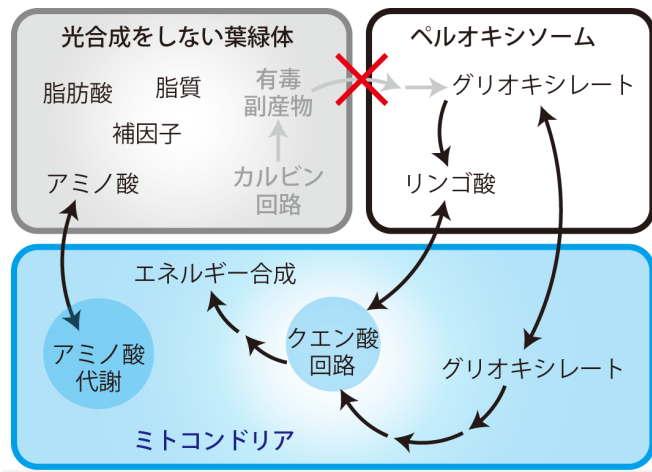 光合成をしない葉緑体
脂肪酸
脂質
補因子
アミノ酸
有毒
副産物
カルビン
回路
ペルオキシソーム
グリオキシレート
リンゴ酸
エネルギー合成
アミノ酸
代謝
クエン酸
回路
グリオキシレート
ミトコンドリア